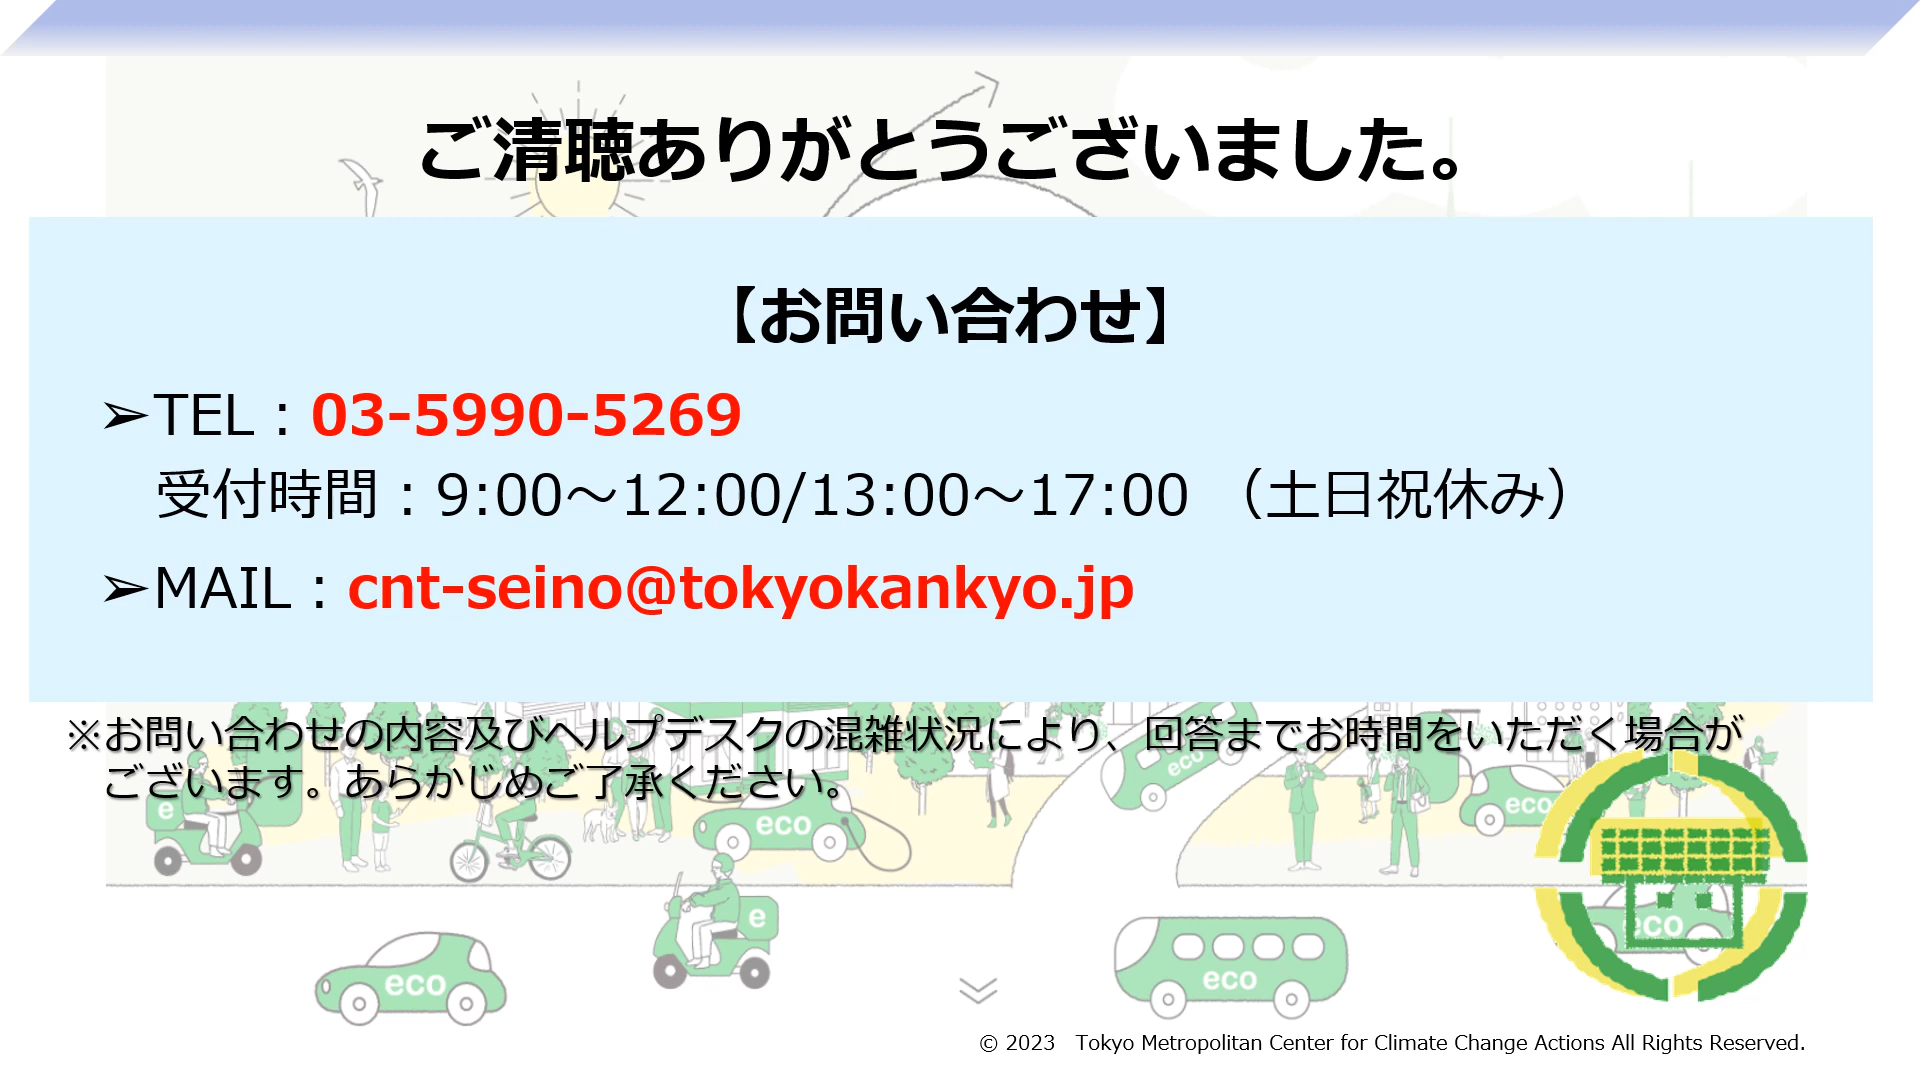 ご清聴ありがとうございました。
【お問い合わせ】
➢TEL：03-5990-5269
受付時間：9:00～12:00/13:00～17:00 （土日祝休み）
➢MAIL：cnt-seino@tokyokankyo.jp
※お問い合わせの内容及びヘルプデスクの混雑状況により、回答までお時間をいただく場合が
ございます。あらかじめご了承ください。
eco
eco
e
eco
e
eco
eco
eco
© 2023 Tokyo Metropolitan Center for Climate Change Actions All Rights Reserved.